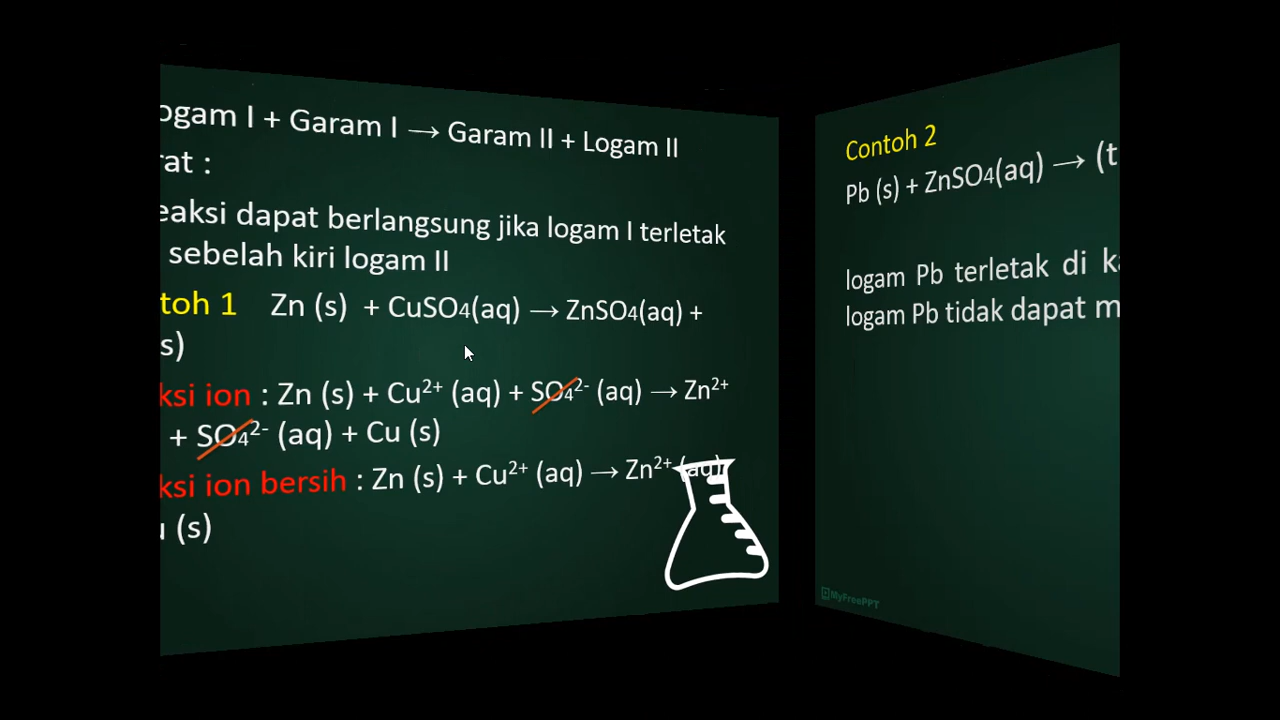 ogam I + Garam I → Garam II + Logam II
rat :
eaksi dapat berlangsung jika logam I terletak
sebelah kiri logam II
toh 1 Zn (s) + CuSO4(aq) → ZnSO4(aq) +
s)
ksi ion : Zn (s) + Cu²⁺ (aq) + SO₄²⁻ (aq) → Zn²⁺
+ SO₄²⁻ (aq) + Cu (s)
ksi ion bersih : Zn (s) + Cu²⁺ (aq) → Zn²⁺ (aq)
(s)
Contoh 2
Pb (s) + ZnSO4(aq) → (t
logam Pb terletak di k
logam Pb tidak dapat m
MyFreePPT